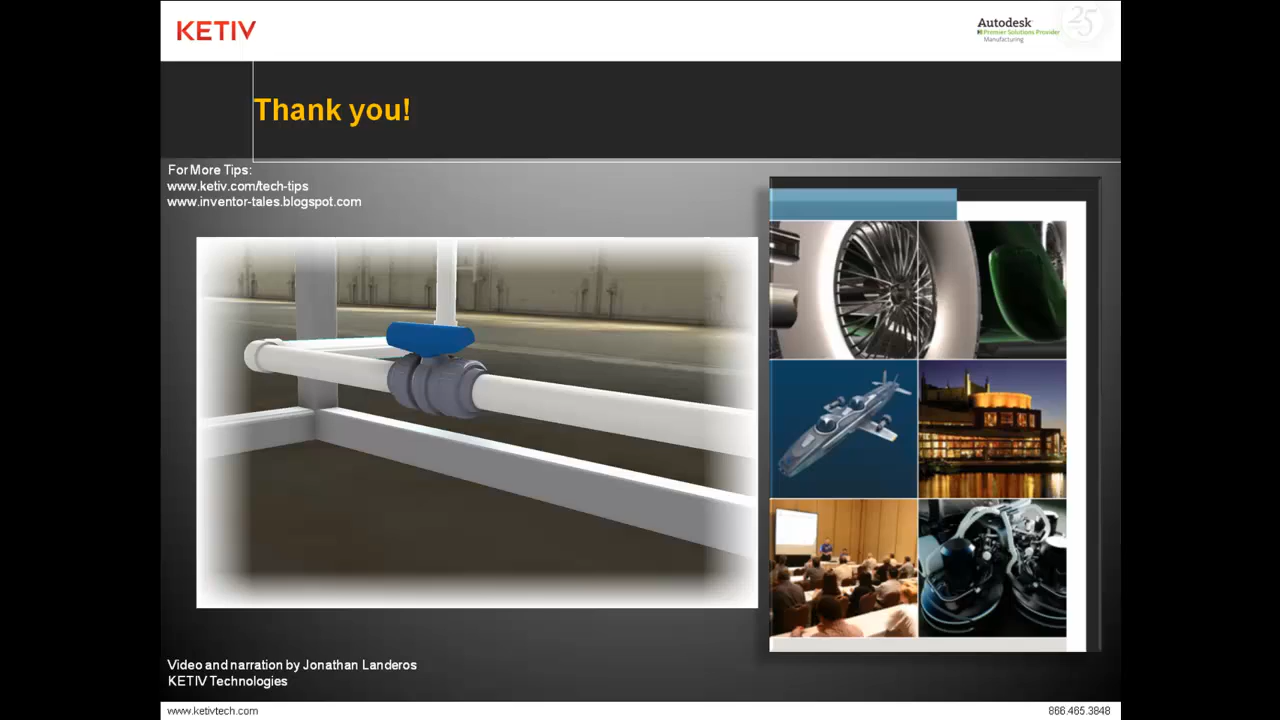 KETIV
Autodesk
Premier Solutions Provider
Manufacturing
25
Thank you!
For More Tips:
www.ketiv.com/tech-tips
www.inventor-tales.blogspot.com
Video and narration by Jonathan Landeros
KETIV Technologies
www.ketivtech.com
866.465.3848